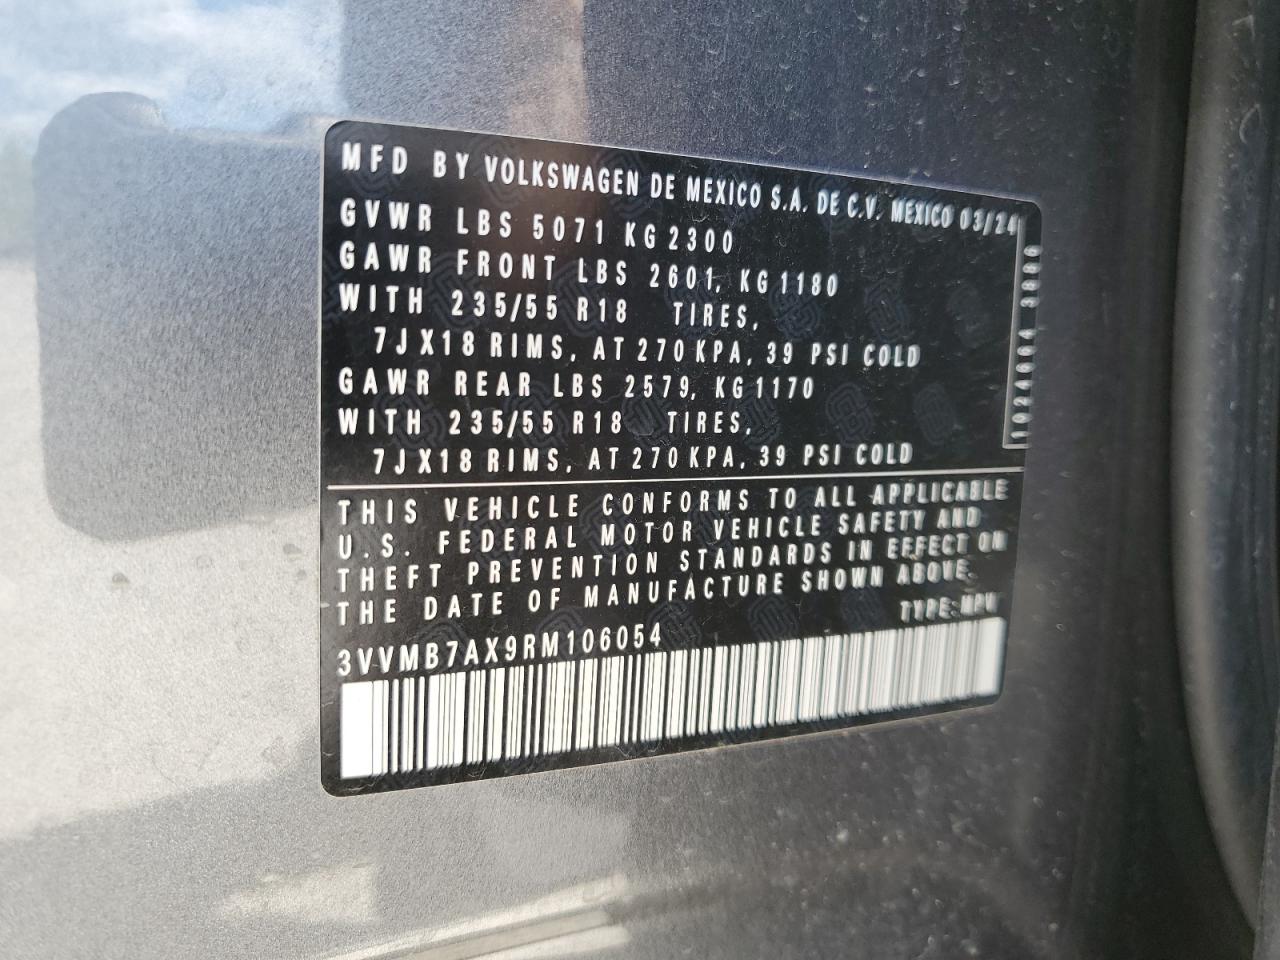 MFD BY VOLKSWAGEN DE MEXICO S.A. DE C.V. MEXICO 03/24
GVWR LBS 5071 KG 2300
GAWR FRONT LBS 2601, KG 1180
WITH 235/55 R18 TIRES,
7J X18 RIMS, AT 270 KPA, 39 PSI COLD
GAWR REAR LBS 2579, KG 1170
WITH 235/55 R18 TIRES,
7J X18 RIMS, AT 270 KPA, 39 PSI COLD
THIS VEHICLE CONFORMS TO ALL APPLICABLE
U.S. FEDERAL MOTOR VEHICLE SAFETY AND
THEFT PREVENTION STANDARDS IN EFFECT ON
THE DATE OF MANUFACTURE SHOWN ABOVE.
TYPE: MPV
3VVMB7AX9RM106054